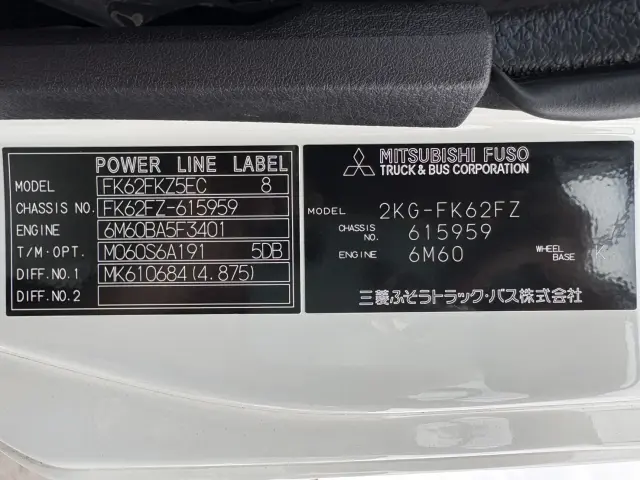 POWER LINE LABEL
MODEL FK62FKZ5EC 8
CHASSIS NO. FK62FZ-615959
ENGINE 6M60BA5F3401
T/M・OPT. M060S6A191 5DB
DIFF.NO.1 MK610684(4.875)
DIFF.NO.2
MITSUBISHI FUSO
TRUCK & BUS CORPORATION
MODEL 2KG-FK62FZ
CHASSIS NO. 615959
ENGINE 6M60 WHEEL BASE K
三菱ふそうトラック・バス株式会社